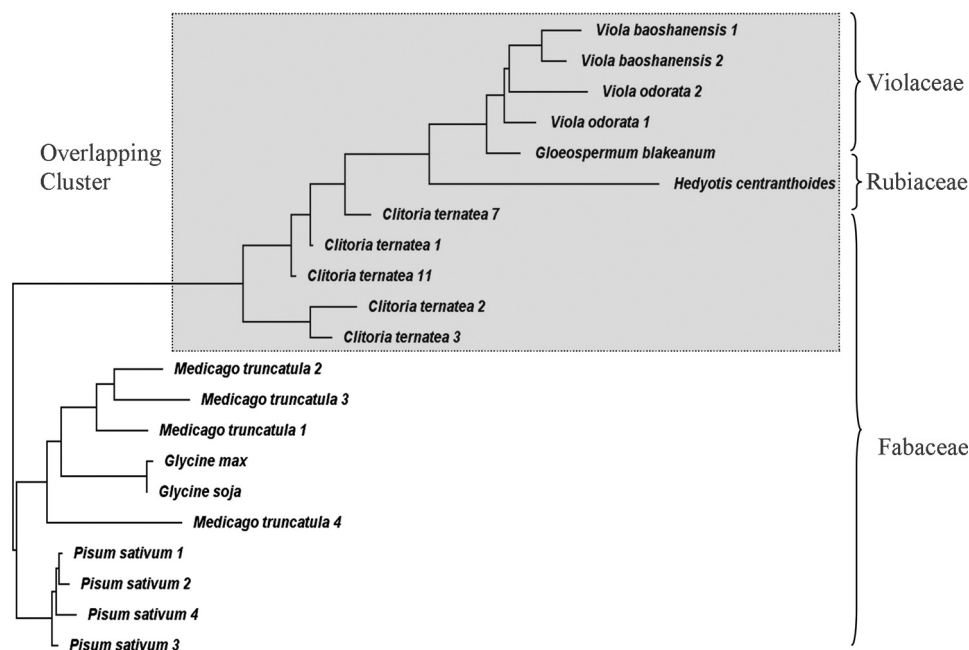 Viola baoshanensis 1
Viola baoshanensis 2
Viola odorata 2
Viola odorata 1
Gloeospermum blakeanum
Hedyotis centranthoides
Clitoria ternatea 7
Clitoria ternatea 1
Clitoria ternatea 11
Clitoria ternatea 2
Clitoria ternatea 3
Medicago truncatula 2
Medicago truncatula 3
Medicago truncatula 1
Glycine max
Glycine soja
Medicago truncatula 4
Pisum sativum 1
Pisum sativum 2
Pisum sativum 4
Pisum sativum 3
Overlapping
Cluster
Violaceae
Rubiaceae
Fabaceae